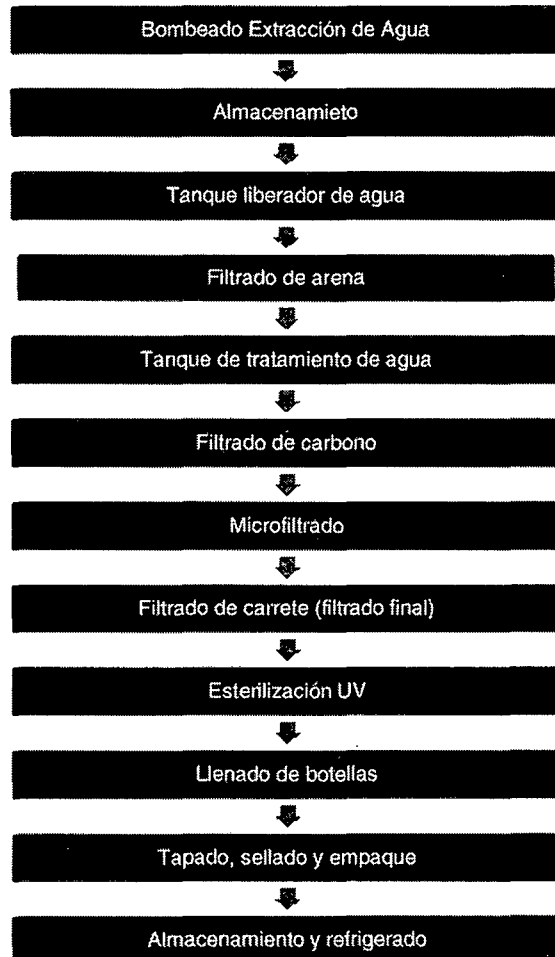 Bombeado Extracción de Agua
Almacenamieto
Tanque liberador de agua
Filtrado de arena
Tanque de tratamiento de agua
Filtrado de carbono
Microfiltrado
Filtrado de carrete (filtrado final)
Esterilización UV
Llenado de botellas
Tapado, sellado y empaque
Almacenamiento y refrigerado